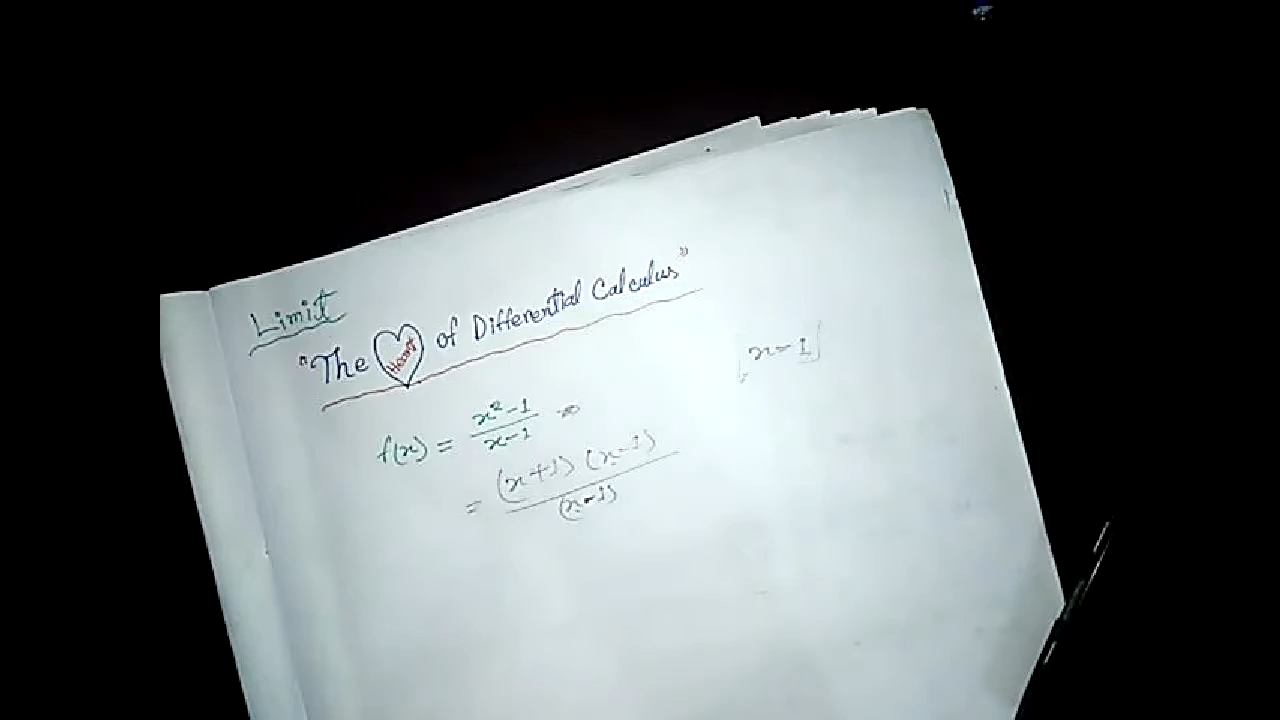 Limit
"The Heart of Differential Calculus"
[x = 1]
f(x) = x² - 1 / x - 1
= (x+1) (x-1) / (x-1)